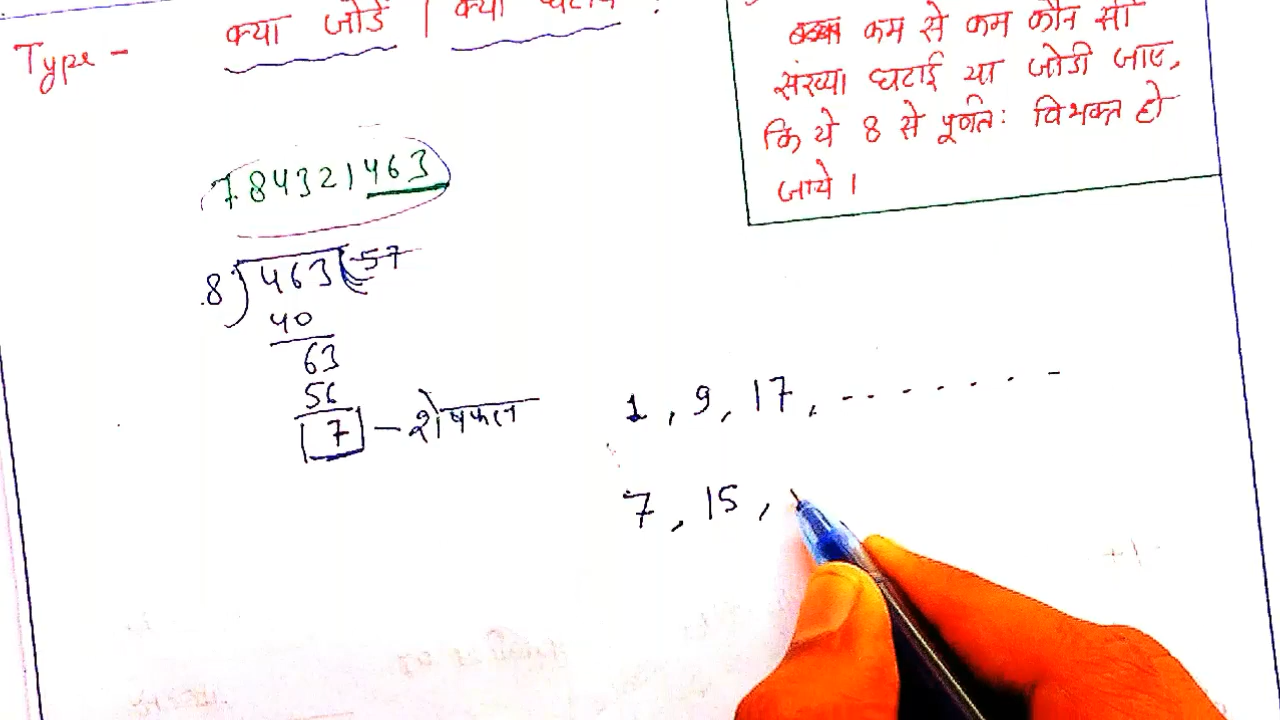 Type - क्या जोड़ें | क्या घटायें ?
कम से कम कौन सी
संख्या घटाई या जोडी जाए,
कि ये 8 से पूर्णतः विभक्त हो
जाये ।
784321463
8) 463 ( 57
40
63
56
7 - शेषफल
1, 9, 17, - - - - - - -
7, 15,